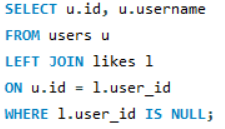 SELECT u.id, u.username
FROM users u
LEFT JOIN likes l
ON u.id = l.user_id
WHERE l.user_id IS NULL;